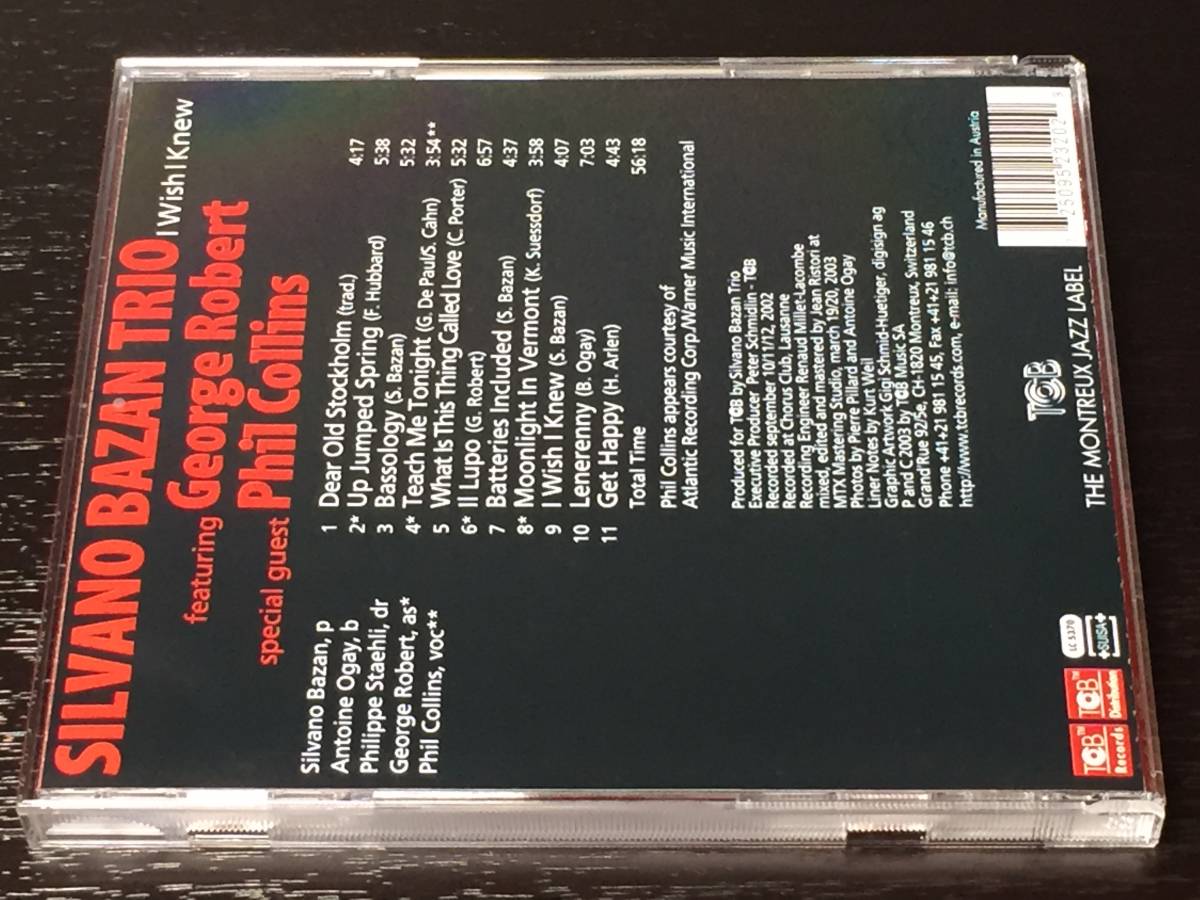 SILVANO BAZAN TRIO I Wish I Knew
featuring George Robert
special guest Phil Collins
Silvano Bazan, p
Antoine Ogay, b
Philippe Staehli, dr
George Robert, as*
Phil Collins, voc**
1 Dear Old Stockholm (trad.) 4:17
2* Up Jumped Spring (F. Hubbard) 5:38
3 Bassology (S. Bazan) 5:32
4* Teach Me Tonight (G. De Paul/S. Cahn) 3:54**
5 What Is This Thing Called Love (C. Porter) 5:32
6* Il Lupo (G. Robert) 6:57
7 Batteries Included (S. Bazan) 4:37
8* Moonlight In Vermont (K. Suessdorf) 3:58
9 I Wish I Knew (S. Bazan) 4:07
10 Lenerenny (B. Ogay) 7:03
11 Get Happy (H. Arlen) 4:43
Total Time 56:18
Phil Collins appears courtesy of
Atlantic Recording Corp./Warner Music International
Produced for TCB by Silvano Bazan Trio
Executive Producer Peter Schmidlin - TCB
Recorded september 10/11/12, 2002
Recorded at Chorus Club, Lausanne
Recording Engineer Renaud Millet-Lacombe
mixed, edited and mastered by Jean Ristori at
MTX Mastering Studio, march 19/20, 2003
Photos by Pierre Pillard and Antoine Ogay
Liner Notes by Kurt Weil
Graphic Artwork Gigi Schmid-Huetiger, digisign ag
P and C 2003 by TCB Music SA
Grand'Rue 92/5e, CH-1820 Montreux, Switzerland
Phone +41+21 981 15 45, Fax +41+21 981 15 46
http://www.tcbrecords.com, e-mail: info@tcb.ch
Manufactured in Austria
TCB™ Records
TCB™ Distribution
LC 5370
SUISA
TCB
THE MONTREUX JAZZ LABEL